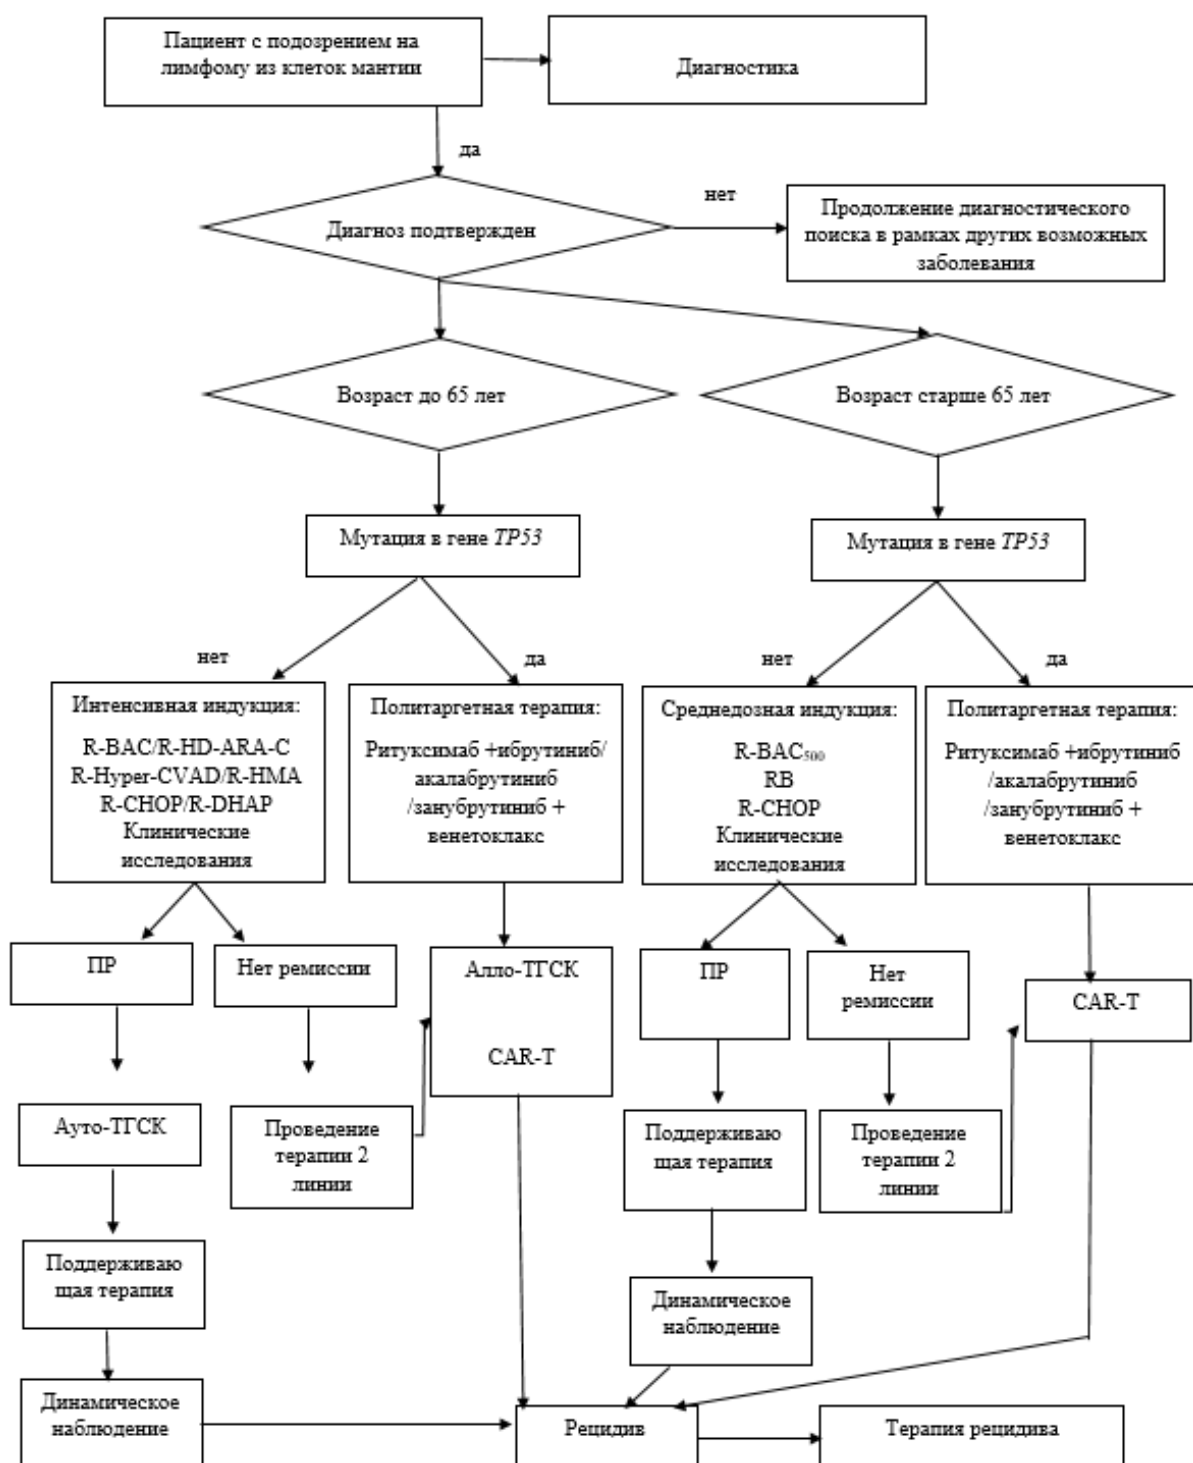 Пациент с подозрением на
лимфому из клеток мантии
Диагностика
да
Диагноз подтвержден
нет
Продолжение диагностического
поиска в рамках других возможных
заболевания
Возраст до 65 лет
Возраст старше 65 лет
Мутация в гене TP53
Мутация в гене TP53
нет
да
нет
да
Интенсивная индукция:
R-BAC/R-HD-ARA-C
R-Hyper-CVAD/R-HMA
R-CHOP/R-DHAP
Клинические
исследования
Политаргетная терапия:
Ритуксимаб +ибрутиниб/
акалабрутиниб
/занубрутиниб +
венетоклакс
Среднедозная индукция:
R-BAC₅₀₀
RB
R-CHOP
Клинические
исследования
Политаргетная терапия:
Ритуксимаб +ибрутиниб
/акалабрутиниб
/занубрутиниб +
венетоклакс
ПР
Нет ремиссии
Алло-ТГСК
CAR-T
ПР
Нет
ремиссии
CAR-T
Ауто-ТГСК
Проведение
терапии 2
линии
Поддерживаю
щая терапия
Проведение
терапии 2
линии
Поддерживаю
щая терапия
Динамическое
наблюдение
Динамическое
наблюдение
Рецидив
Терапия рецидива